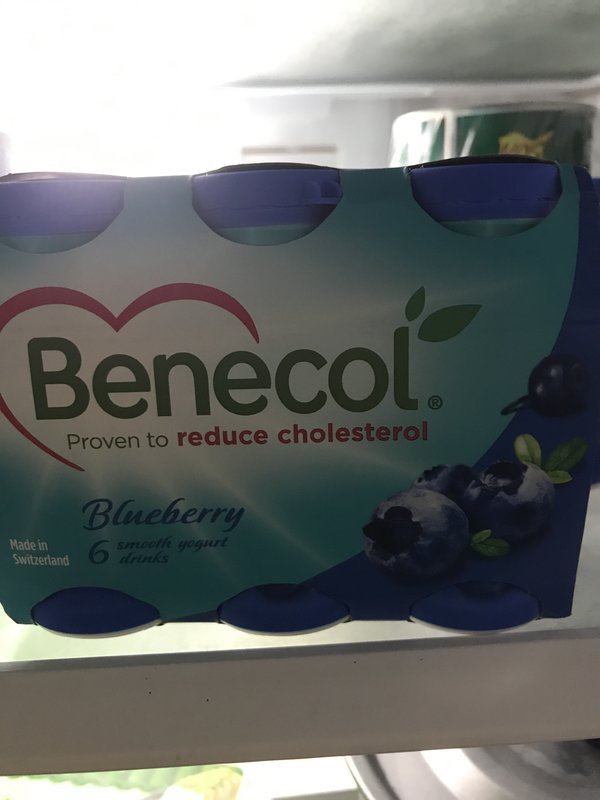 Benecol®
Proven to reduce cholesterol
Blueberry
6 smooth yogurt
drinks
Made in
Switzerland